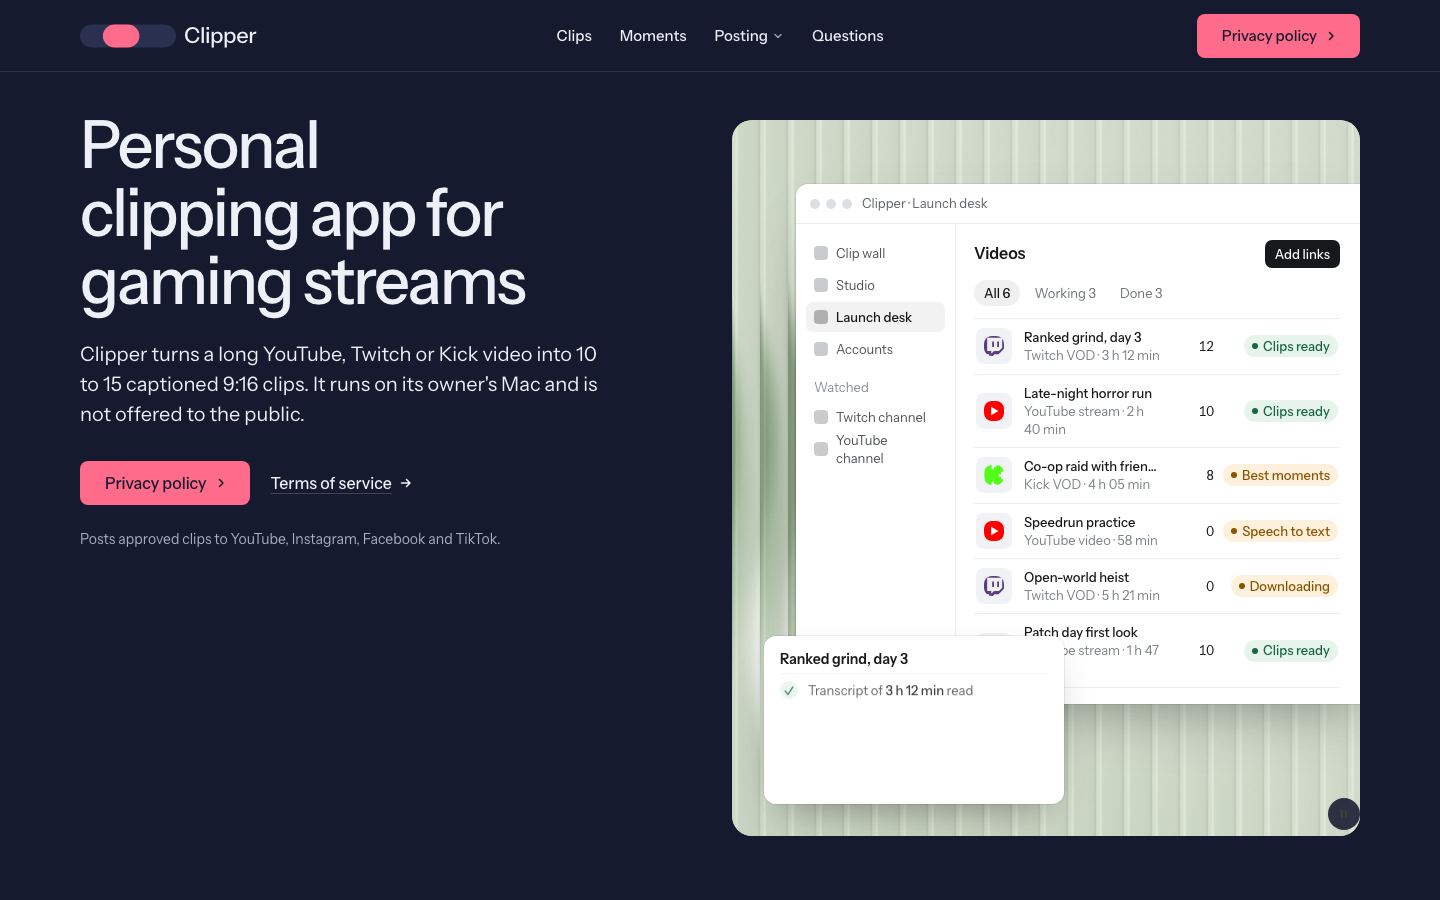 Clipper
Clips
Moments
Posting
Questions
Privacy policy
Personal
clipping app for
gaming streams
Clipper turns a long YouTube, Twitch or Kick video into 10
to 15 captioned 9:16 clips. It runs on its owner's Mac and is
not offered to the public.
Privacy policy
Terms of service
Posts approved clips to YouTube, Instagram, Facebook and TikTok.
Clipper · Launch desk
Clip wall
Studio
Launch desk
Accounts
Watched
Twitch channel
YouTube
channel
Videos
Add links
All 6
Working 3
Done 3
Ranked grind, day 3
Twitch VOD · 3 h 12 min
12
Clips ready
Late-night horror run
YouTube stream · 2 h
40 min
10
Clips ready
Co-op raid with frien...
Kick VOD · 4 h 05 min
8
Best moments
Speedrun practice
YouTube video · 58 min
0
Speech to text
Open-world heist
Twitch VOD · 5 h 21 min
0
Downloading
Patch day first look
be stream · 1 h 47
10
Clips ready
Ranked grind, day 3
Transcript of 3 h 12 min read